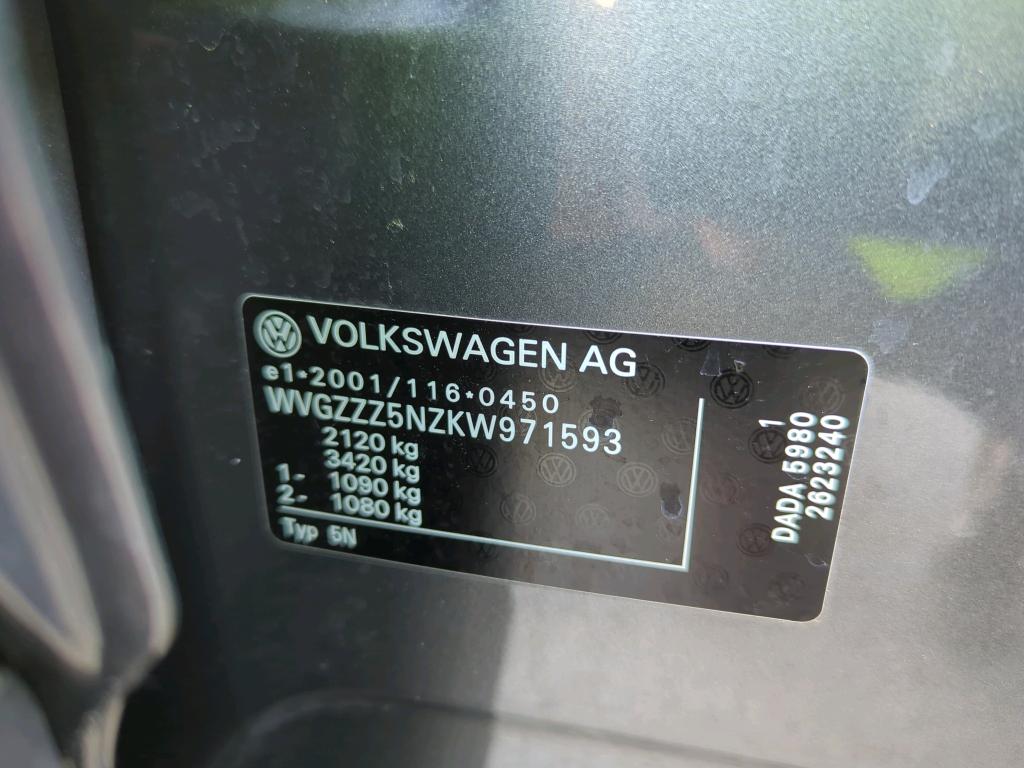 VOLKSWAGEN AG
e1*2001/116*0450
WVGZZZ5NZKW971593
2120 kg
3420 kg
1- 1090 kg
2- 1080 kg
Typ 5N
1
DADA 5980
2623240